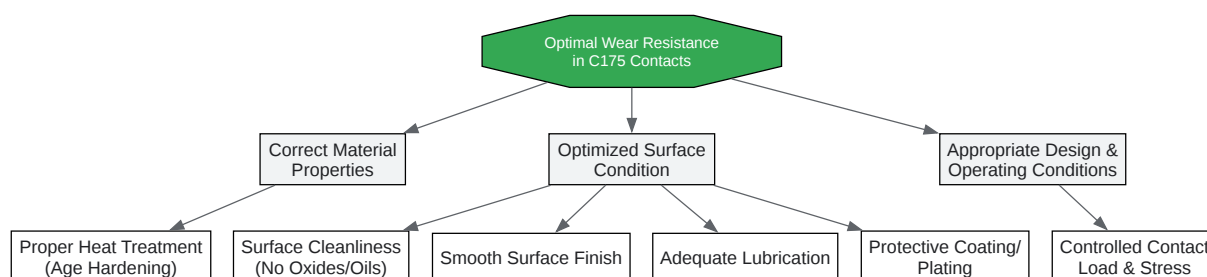 Optimal Wear Resistance
in C175 Contacts
Correct Material
Properties
Optimized Surface
Condition
Appropriate Design &
Operating Conditions
Proper Heat Treatment
(Age Hardening)
Surface Cleanliness
(No Oxides/Oils)
Smooth Surface Finish
Adequate Lubrication
Protective Coating/
Plating
Controlled Contact
Load & Stress